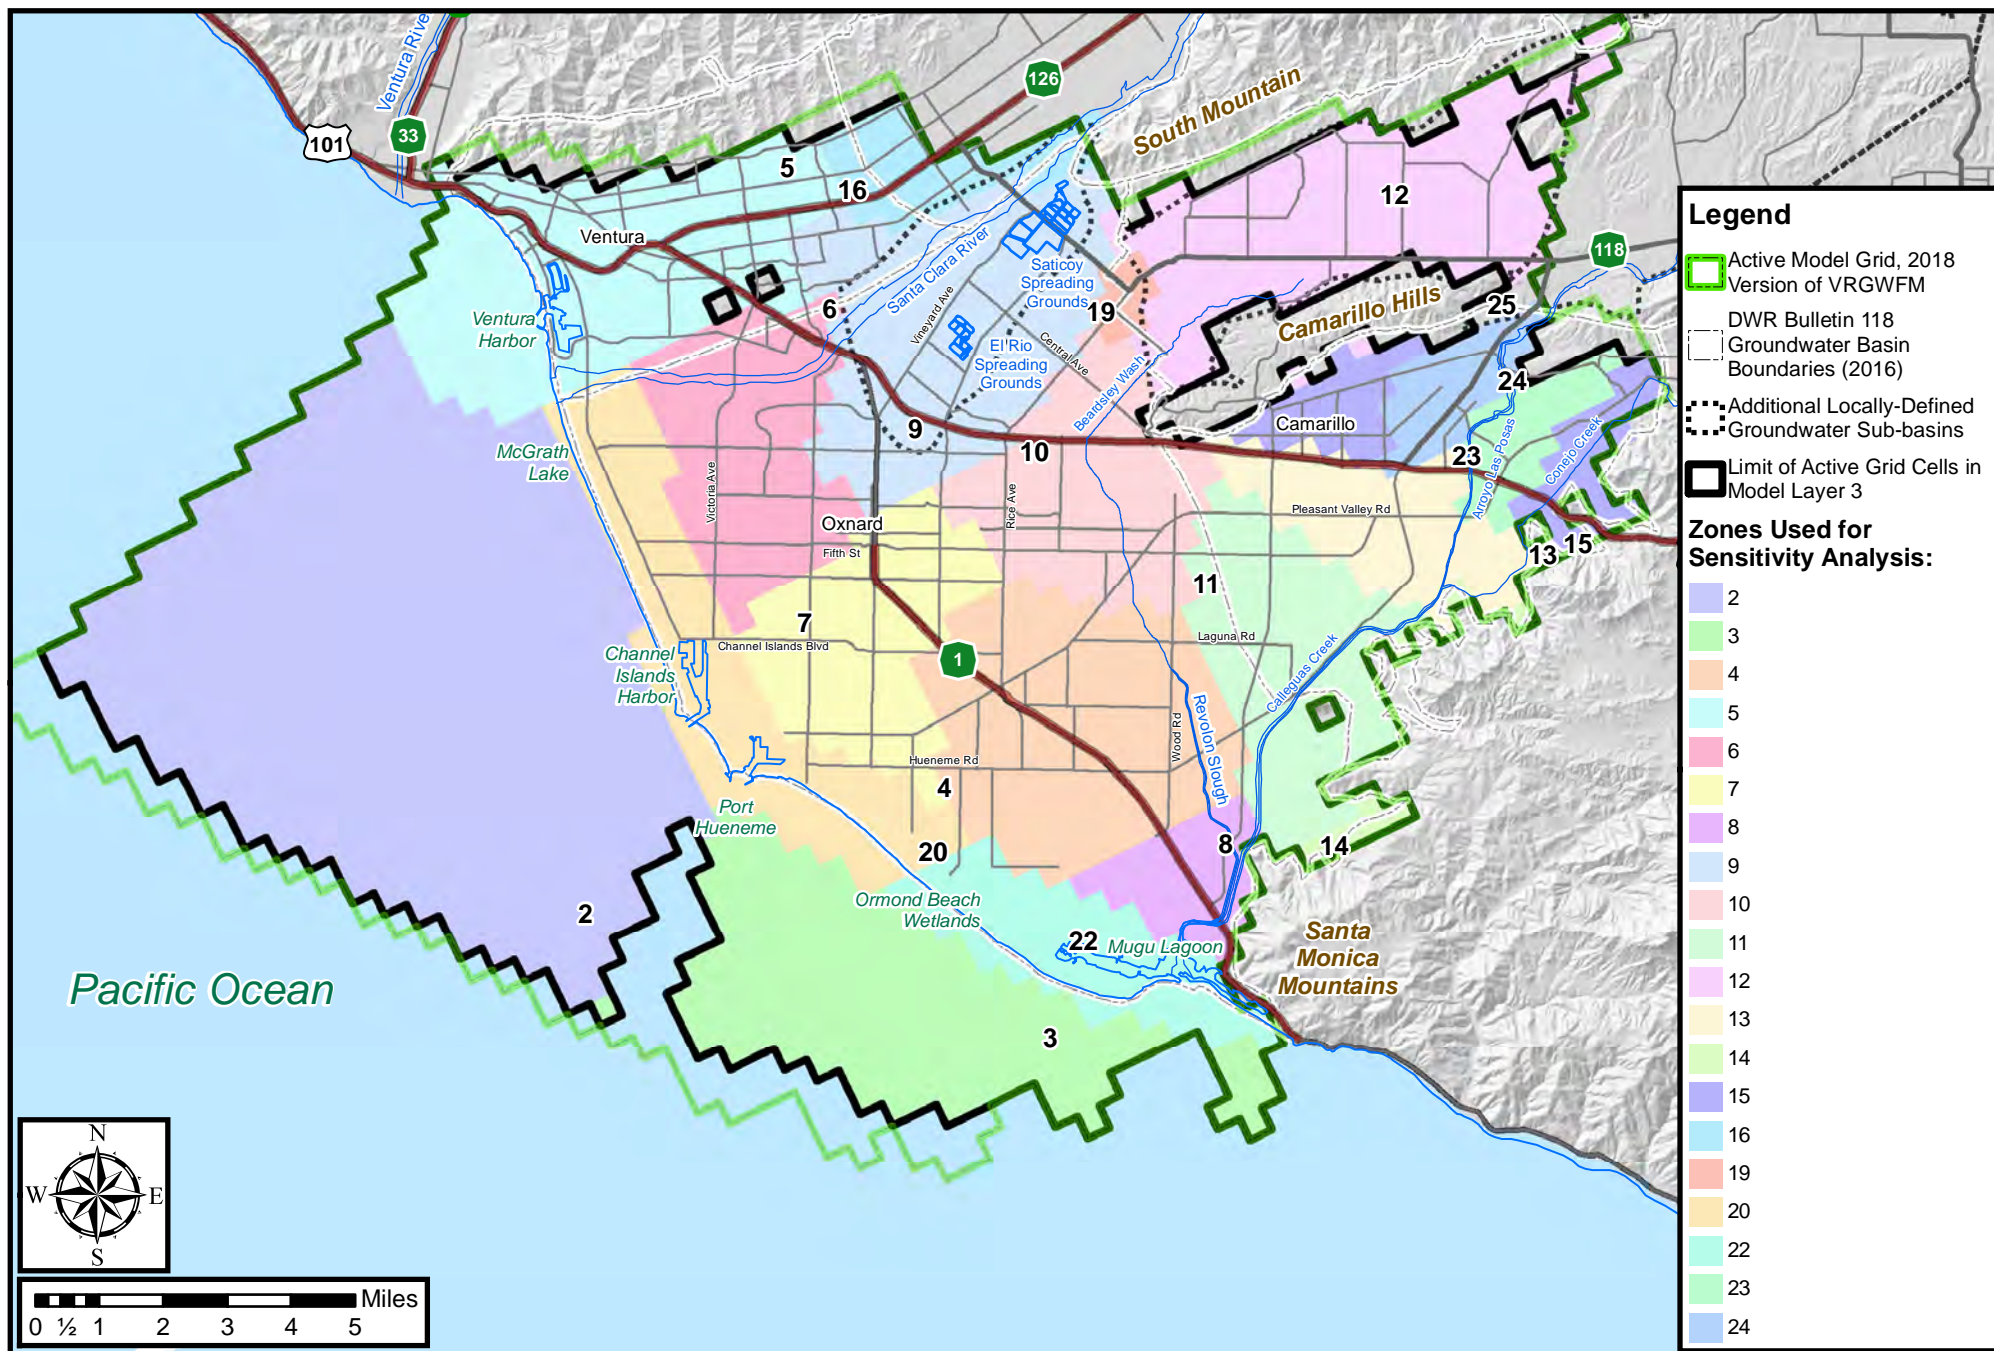 Ventura River
126
33
101
South Mountain
5
16
12
Ventura
118
Santa Clara River
Saticoy
Spreading
Grounds
Camarillo Hills
25
6
19
Ventura
Harbor
Vineyard Ave
El Rio
Spreading
Grounds
Central Ave
Beardsley Wash
24
Camarillo
9
10
23
McGrath
Lake
Victoria Ave
Rice Ave
Arroyo Las Posas
Conejo Creek
Oxnard
Pleasant Valley Rd
Fifth St
13
15
11
7
Channel Islands Blvd
Laguna Rd
1
Channel
Islands
Harbor
Calleguas Creek
Revolon Slough
Wood Rd
Hueneme Rd
4
Port
Hueneme
20
8
14
Ormond Beach
Wetlands
2
22
Mugu Lagoon
Santa
Monica
Mountains
Pacific Ocean
3
N
W
E
S
Miles
0 ½ 1 2 3 4 5
Legend
Active Model Grid, 2018
Version of VRGWFM
DWR Bulletin 118
Groundwater Basin
Boundaries (2016)
Additional Locally-Defined
Groundwater Sub-basins
Limit of Active Grid Cells in
Model Layer 3
Zones Used for
Sensitivity Analysis:
2
3
4
5
6
7
8
9
10
11
12
13
14
15
16
19
20
22
23
24